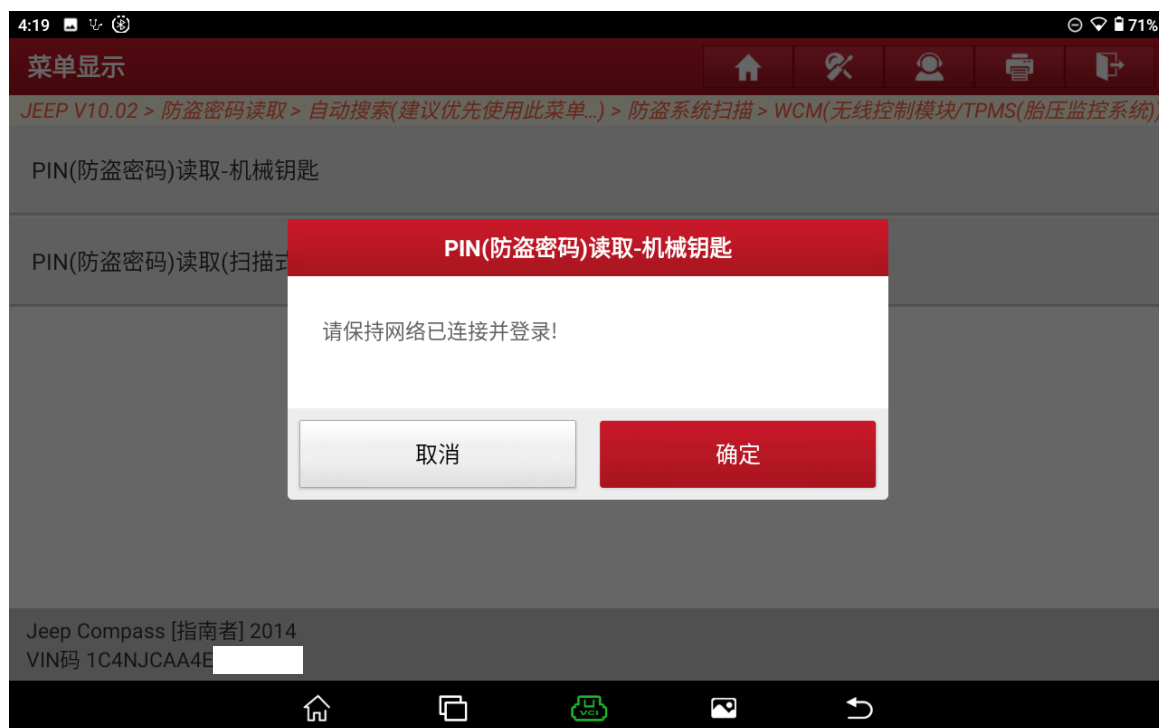 4:19
71%
菜单显示
JEEP V10.02 > 防盗密码读取 > 自动搜索(建议优先使用此菜单...) > 防盗系统扫描 > WCM(无线控制模块/TPMS(胎压监控系统))
PIN(防盗密码)读取-机械钥匙
PIN(防盗密码)读取(扫描式
PIN(防盗密码)读取-机械钥匙
请保持网络已连接并登录!
取消
确定
Jeep Compass [指南者] 2014
VIN码 1C4NJCAA4E
VCI